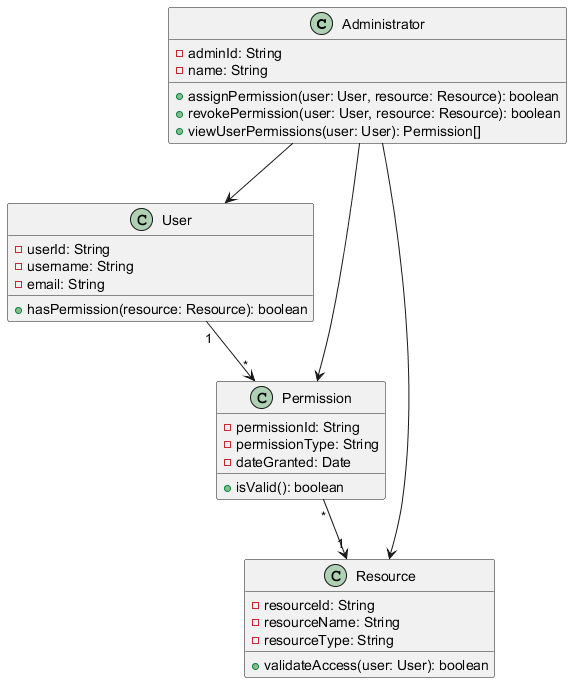 C Administrator
adminId: String
name: String
assignPermission(user: User, resource: Resource): boolean
revokePermission(user: User, resource: Resource): boolean
viewUserPermissions(user: User): Permission[]
C User
userId: String
username: String
email: String
hasPermission(resource: Resource): boolean
1
*
C Permission
permissionId: String
permissionType: String
dateGranted: Date
isValid(): boolean
*
1
C Resource
resourceId: String
resourceName: String
resourceType: String
validateAccess(user: User): boolean